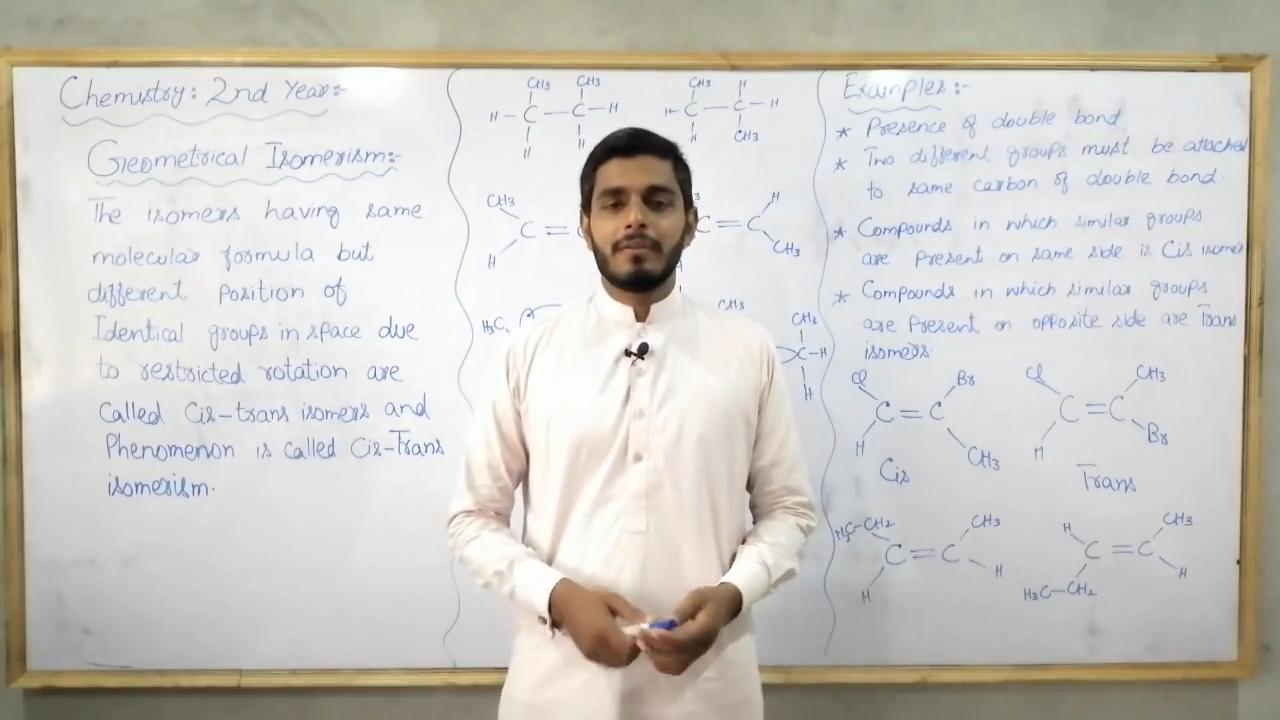 Chemistry: 2nd Year:-
Geometrical Isomerism:-
The isomers having same
molecular formula but
different Position of
Identical groups in space due
to restricted rotation are
Called Cis-trans isomers and
Phenomenon is called Cis-Trans
isomerism.
CH3 CH3
H-C-C-H
H H
CH3 H
H-C-C-H
H CH3
CH3
C=
H
H
C=C
CH3
H3C
CH3
CH3
C-H
H
Examples:-
* Presence of double bond
* Two different groups must be attached
to same carbon of double bond.
* Compounds in which similar groups
are Present on same side is Cis isomer
* Compounds in which similar groups
are Present on opposite side are Trans
isomers.
Cl Br
C=C
H CH3
Cis
Cl CH3
C=C
H Br
Trans
H3C-CH2 CH3
C=C
H H
H CH3
C=C
H3C-CH2 H